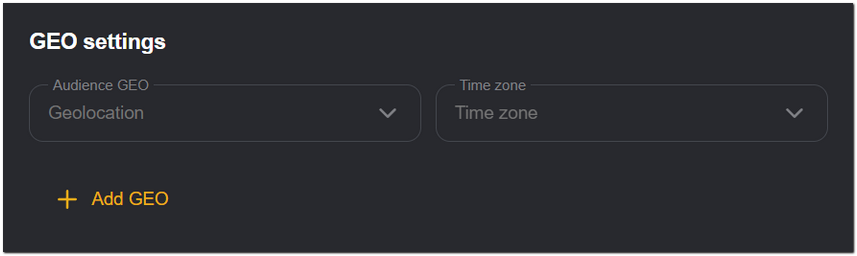 GEO settings
Audience GEO
Geolocation
Time zone
Time zone
Add GEO